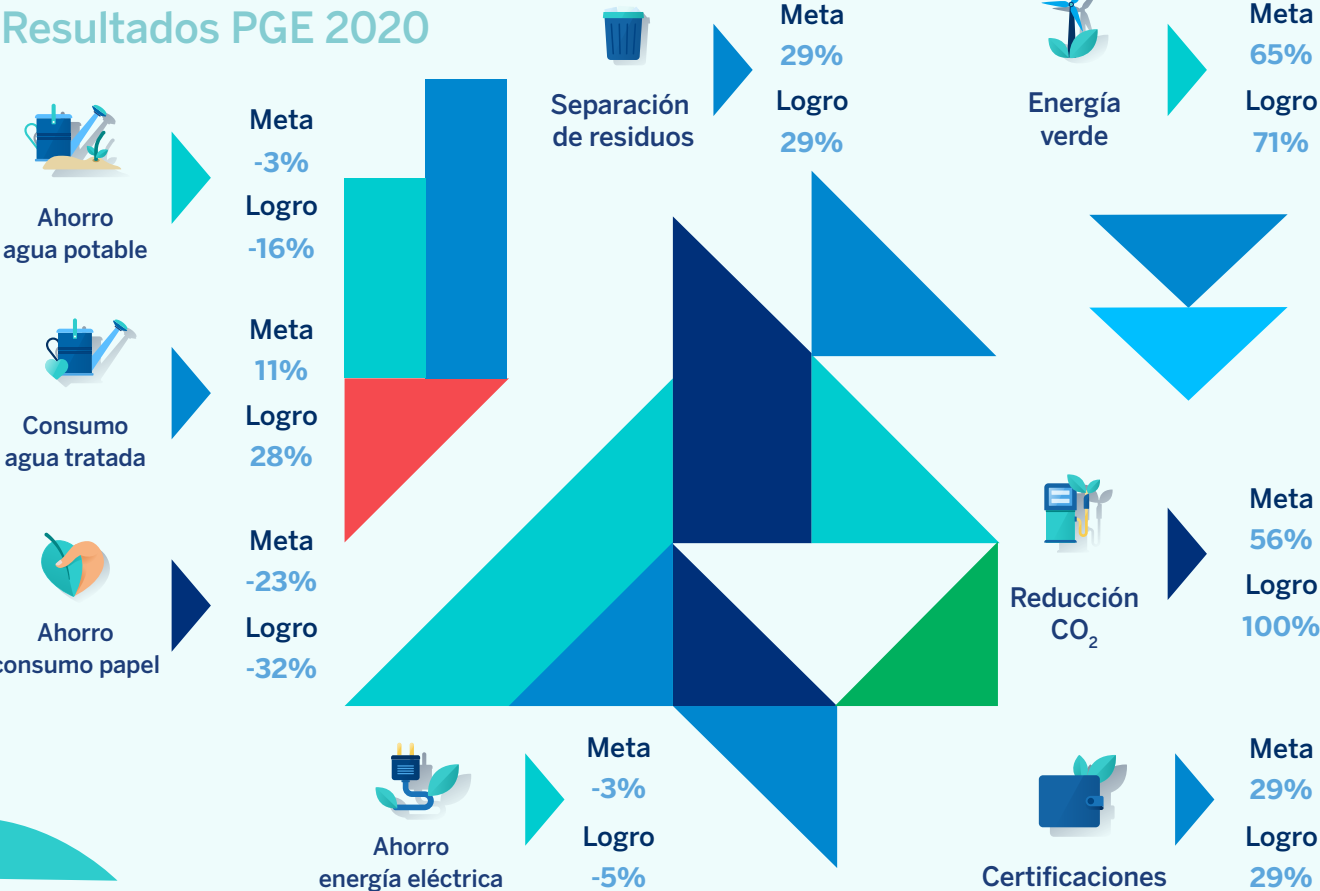 Resultados PGE 2020
Ahorro
agua potable
Meta
-3%
Logro
-16%
Consumo
agua tratada
Meta
11%
Logro
28%
Ahorro
consumo papel
Meta
-23%
Logro
-32%
Ahorro
energía eléctrica
Meta
-3%
Logro
-5%
Separación
de residuos
Meta
29%
Logro
29%
Energía
verde
Meta
65%
Logro
71%
Reducción
CO₂
Meta
56%
Logro
100%
Certificaciones
Meta
29%
Logro
29%